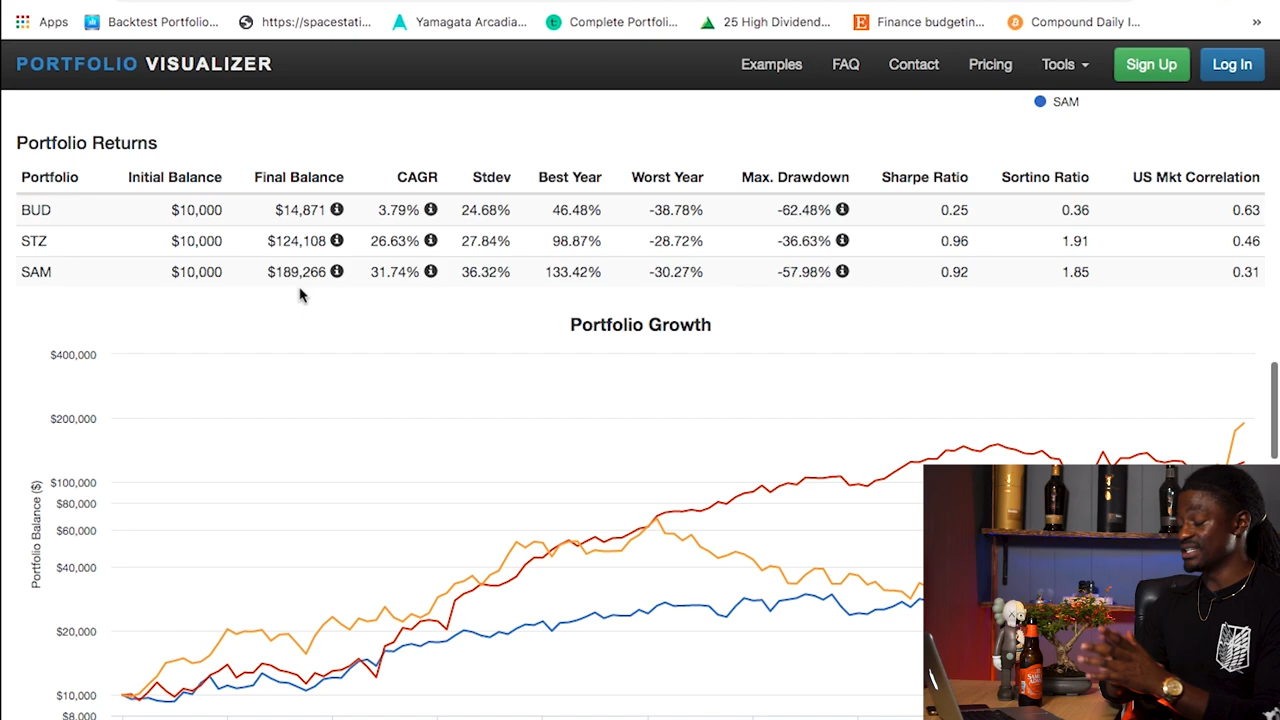 Apps Backtest Portfolio... https://spacestati... Yamagata Arcadia... Complete Portfoli... 25 High Dividend... Finance budgetin... Compound Daily I... »
PORTFOLIO VISUALIZER Examples FAQ Contact Pricing Tools Sign Up Log In
SAM
Portfolio Returns
Portfolio Initial Balance Final Balance CAGR Stdev Best Year Worst Year Max. Drawdown Sharpe Ratio Sortino Ratio US Mkt Correlation
BUD $10,000 $14,871 3.79% 24.68% 46.48% -38.78% -62.48% 0.25 0.36 0.63
STZ $10,000 $124,108 26.63% 27.84% 98.87% -28.72% -36.63% 0.96 1.91 0.46
SAM $10,000 $189,266 31.74% 36.32% 133.42% -30.27% -57.98% 0.92 1.85 0.31
Portfolio Growth
$400,000
$200,000
$100,000
$80,000
$60,000
$40,000
$20,000
$10,000
$8,000
Portfolio Balance ($)